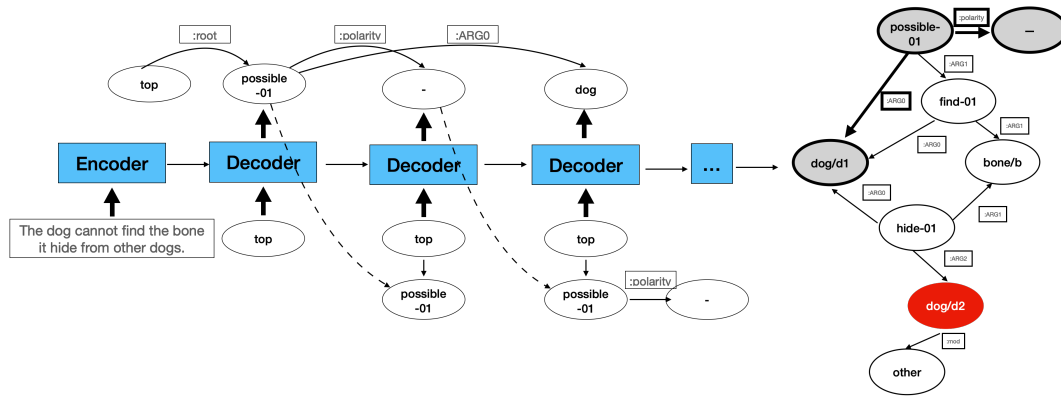 :root
:polarity
:ARG0
top
possible
-01
-
dog
Encoder
Decoder
Decoder
Decoder
...
The dog cannot find the bone
it hide from other dogs.
top
top
top
possible
-01
possible
-01
:polarity
-
possible-
01
:polarity
–
:ARG1
:ARG0
find-01
:ARG0
:ARG1
dog/d1
bone/b
:ARG0
:ARG1
hide-01
:ARG2
dog/d2
:mod
other